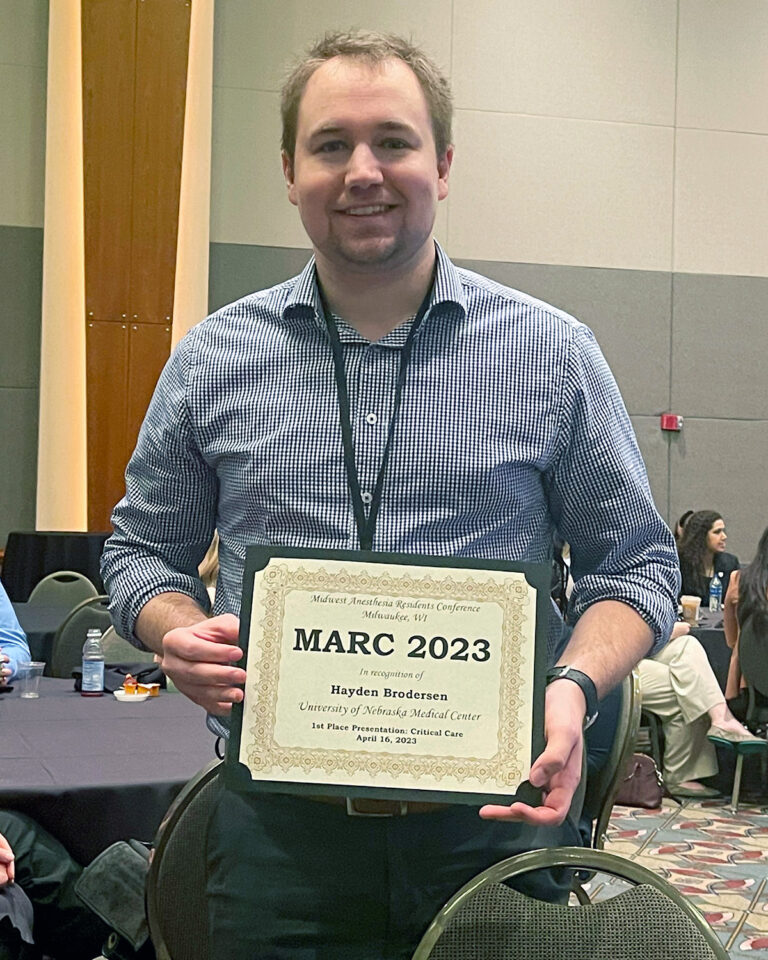 Midwest Anesthesia Residents Conference
Milwaukee, WI
MARC 2023
In recognition of
Hayden Brodersen
University of Nebraska Medical Center
1st Place Presentation: Critical Care
April 16, 2023